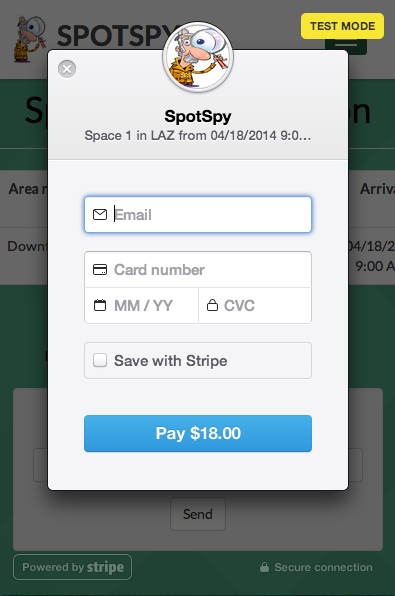 SPOTSPY
TEST MODE
SpotSpy
Space 1 in LAZ from 04/18/2014 9:0...
Area
Arriva
Email
Downt
04/18/2
9:00 A
Card number
MM / YY
CVC
Save with Stripe
Pay $18.00
Send
Powered by stripe
Secure connection